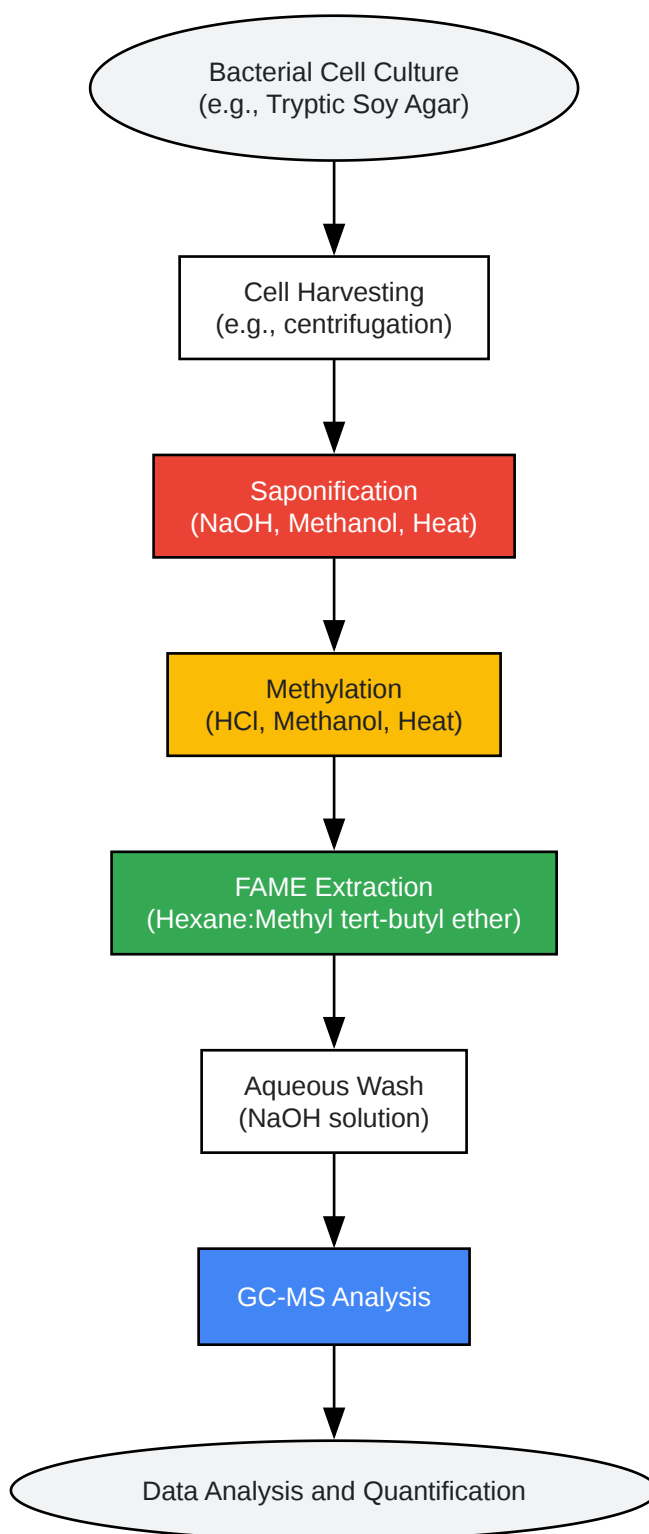 Bacterial Cell Culture
(e.g., Tryptic Soy Agar)
Cell Harvesting
(e.g., centrifugation)
Saponification
(NaOH, Methanol, Heat)
Methylation
(HCl, Methanol, Heat)
FAME Extraction
(Hexane:Methyl tert-butyl ether)
Aqueous Wash
(NaOH solution)
GC-MS Analysis
Data Analysis and Quantification